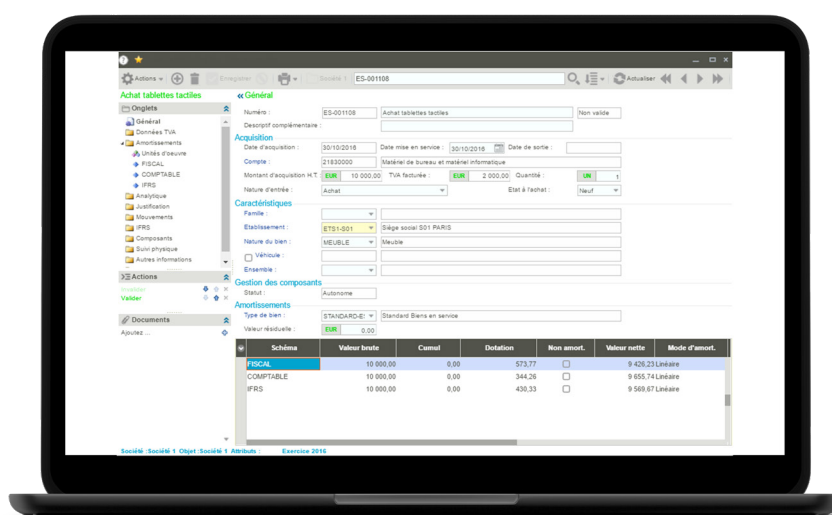 Actions
Enregistrer
Société 1
ES-001108
Actualiser
Achat tablettes tactiles
Onglets
Général
Données TVA
Amortissements
Unités d'oeuvre
FISCAL
COMPTABLE
IFRS
Analytique
Justification
Mouvements
IFRS
Composants
Suivi physique
Autres informations
Actions
Invalider
Valider
Documents
Ajoutez ...
Général
Numéro : ES-001108 Achat tablettes tactiles Non valide
Descriptif complémentaire :
Acquisition
Date d'acquisition : 30/10/2016 Date mise en service : 30/10/2016 Date de sortie :
Compte : 21830000 Matériel de bureau et matériel informatique
Montant d'acquisition H.T. : EUR 10 000,00 TVA facturée : EUR 2 000,00 Quantité : UN 1
Nature d'entrée : Achat Etat à l'achat : Neuf
Caractéristiques
Famille :
Etablissement : ETS1-S01 Siège social S01 PARIS
Nature du bien : MEUBLE Meuble
Véhicule :
Ensemble :
Gestion des composants
Statut : Autonome
Amortissements
Type de bien : STANDARD-E Standard Biens en service
Valeur résiduelle : EUR 0.00
Schéma Valeur brute Cumul Dotation Non amort. Valeur nette Mode d'amort.
FISCAL 10 000,00 0,00 573,77 9 426,23 Linéaire
COMPTABLE 10 000,00 0,00 344,26 9 655,74 Linéaire
IFRS 10 000,00 0,00 430,33 9 569,67 Linéaire
Société :Société 1 Objet :Société 1 Attributs : Exercice 2016